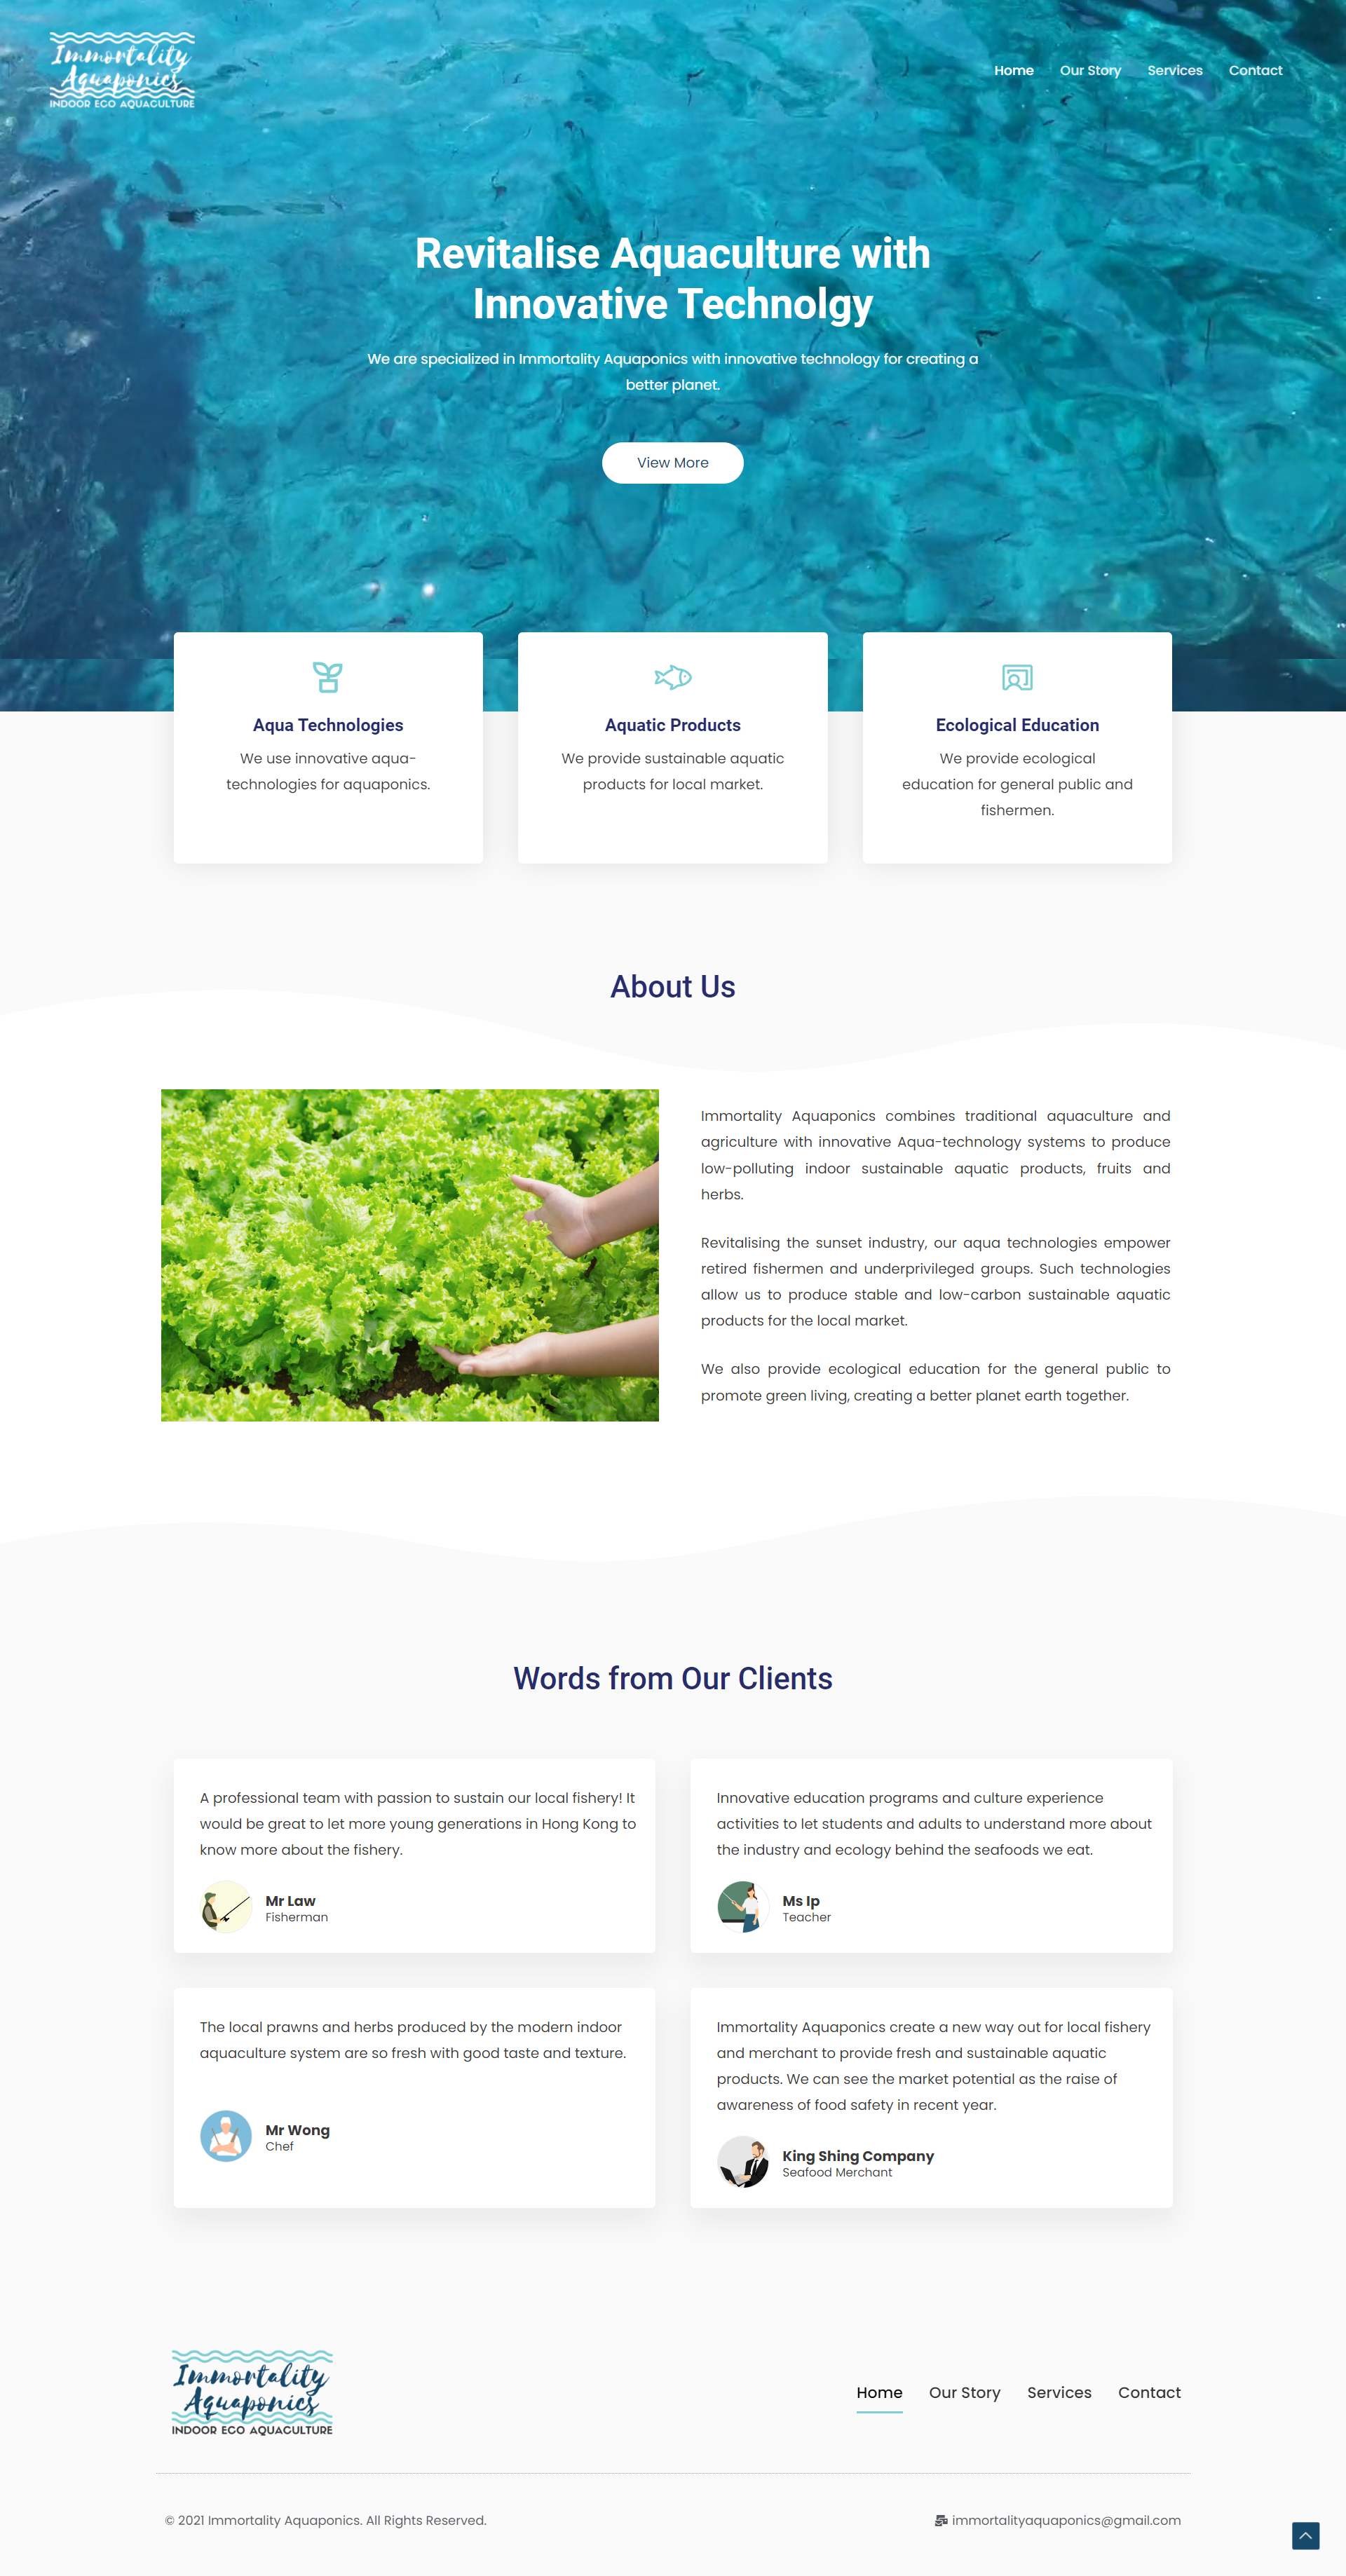 Immortality
Aquaponics
INDOOR ECO AQUACULTURE
Home Our Story Services Contact
Revitalise Aquaculture with
Innovative Technolgy
We are specialized in Immortality Aquaponics with innovative technology for creating a
better planet.
View More
Aqua Technologies
We use innovative aqua-
technologies for aquaponics.
Aquatic Products
We provide sustainable aquatic
products for local market.
Ecological Education
We provide ecological
education for general public and
fishermen.
About Us
Immortality Aquaponics combines traditional aquaculture and
agriculture with innovative Aqua-technology systems to produce
low-polluting indoor sustainable aquatic products, fruits and
herbs.
Revitalising the sunset industry, our aqua technologies empower
retired fishermen and underprivileged groups. Such technologies
allow us to produce stable and low-carbon sustainable aquatic
products for the local market.
We also provide ecological education for the general public to
promote green living, creating a better planet earth together.
Words from Our Clients
A professional team with passion to sustain our local fishery! It
would be great to let more young generations in Hong Kong to
know more about the fishery.
Mr Law
Fisherman
Innovative education programs and culture experience
activities to let students and adults to understand more about
the industry and ecology behind the seafoods we eat.
Ms Ip
Teacher
The local prawns and herbs produced by the modern indoor
aquaculture system are so fresh with good taste and texture.
Mr Wong
Chef
Immortality Aquaponics create a new way out for local fishery
and merchant to provide fresh and sustainable aquatic
products. We can see the market potential as the raise of
awareness of food safety in recent year.
King Shing Company
Seafood Merchant
Immortality
Aquaponics
INDOOR ECO AQUACULTURE
Home Our Story Services Contact
© 2021 Immortality Aquaponics. All Rights Reserved.
immortalityaquaponics@gmail.com